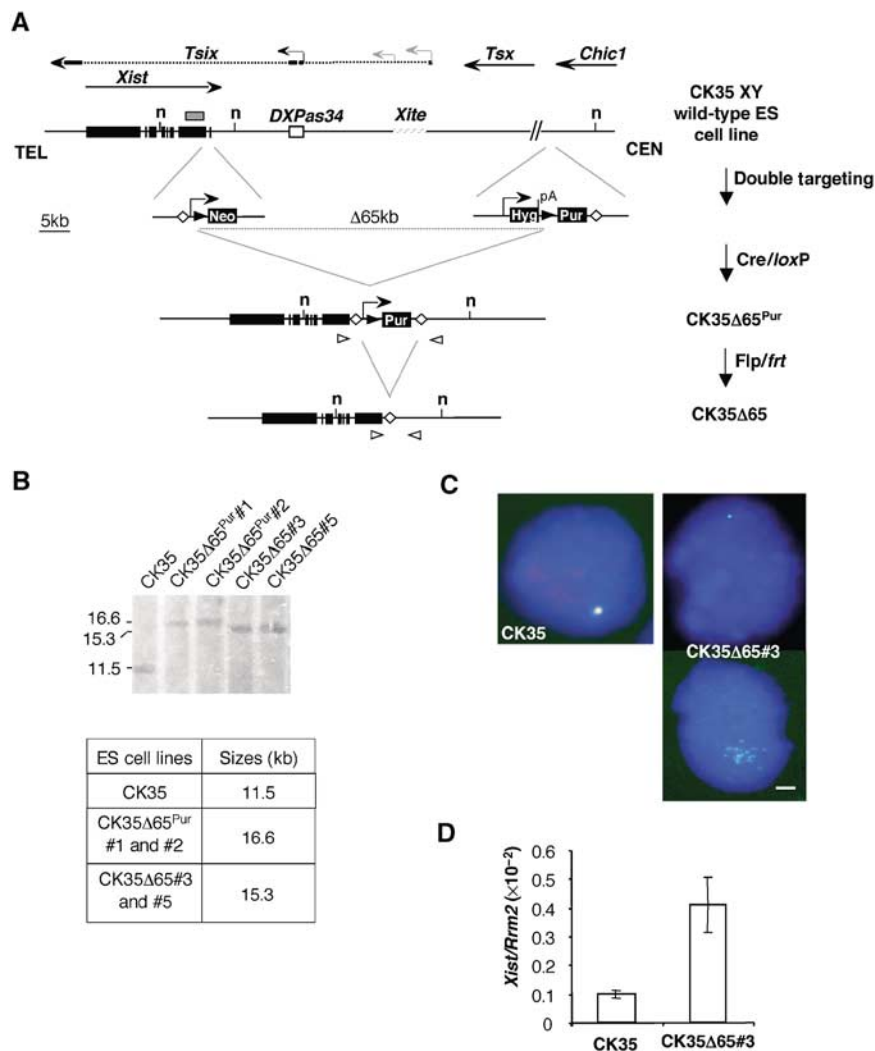 A
Tsix
Tsx
Chic1
Xist
n
n
DXPas34
Xite
n
TEL
CEN
CK35 XY
wild-type ES
cell line
Double targeting
Neo
Δ65kb
Hyg
pA
Pur
5kb
Cre/loxP
n
Pur
n
CK35Δ65Pur
Flp/frt
n
n
CK35Δ65
B
CK35
CK35Δ65Pur#1
CK35Δ65Pur#2
CK35Δ65#3
CK35Δ65#5
16.6
15.3
11.5
ES cell lines Sizes (kb)
CK35 11.5
CK35Δ65Pur
#1 and #2 16.6
CK35Δ65#3
and #5 15.3
C
CK35
CK35Δ65#3
D
Xist/Rrm2 (×10−2)
0.6
0.5
0.4
0.3
0.2
0.1
0
CK35 CK35Δ65#3